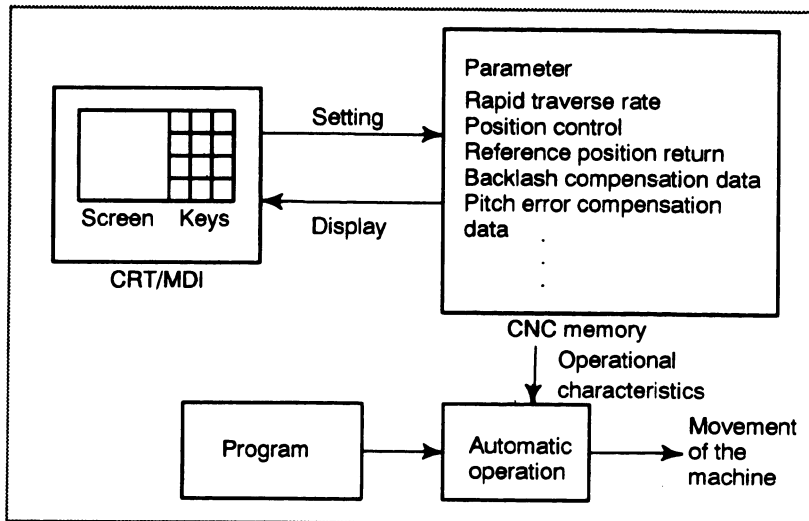 Parameter
Rapid traverse rate
Position control
Reference position return
Backlash compensation data
Pitch error compensation
data
Setting
Display
Screen Keys
CRT/MDI
CNC memory
Operational
characteristics
Program
Automatic
operation
Movement
of the
machine